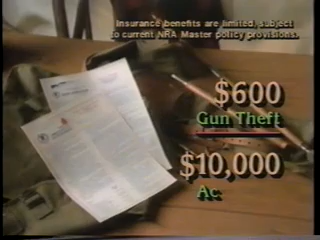 Insurance benefits are limited, subject
to current NRA Master policy provisions.
$600
Gun Theft
$10,000
Ac